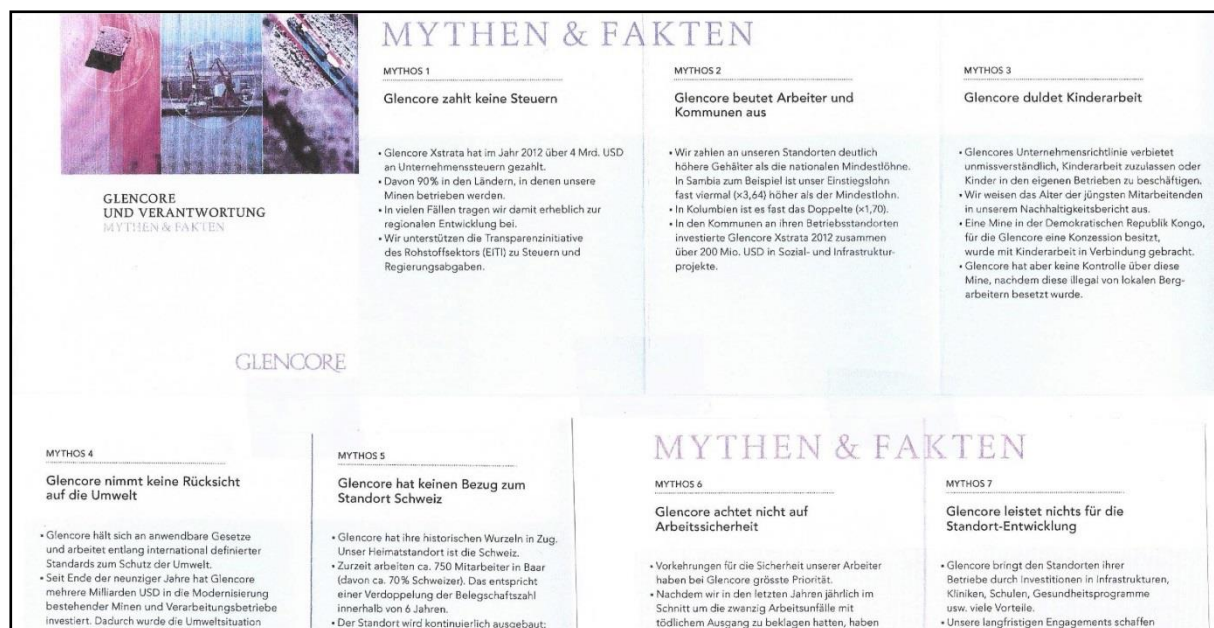 MYTHEN & FAKTEN
GLENCORE
UND VERANTWORTUNG
MYTHEN & FAKTEN
GLENCORE
MYTHOS 1
Glencore zahlt keine Steuern
• Glencore Xstrata hat im Jahr 2012 über 4 Mrd. USD
an Unternehmenssteuern gezahlt.
• Davon 90% in den Ländern, in denen unsere
Minen betrieben werden.
• In vielen Fällen tragen wir damit erheblich zur
regionalen Entwicklung bei.
• Wir unterstützen die Transparenzinitiative
des Rohstoffsektors (EITI) zu Steuern und
Regierungsabgaben.
MYTHOS 2
Glencore beutet Arbeiter und
Kommunen aus
• Wir zahlen an unseren Standorten deutlich
höhere Gehälter als die nationalen Mindestlöhne.
In Sambia zum Beispiel ist unser Einstiegslohn
fast viermal (×3,64) höher als der Mindestlohn.
• In Kolumbien ist es fast das Doppelte (×1,70).
• In den Kommunen an ihren Betriebsstandorten
investierte Glencore Xstrata 2012 zusammen
über 200 Mio. USD in Sozial- und Infrastruktur-
projekte.
MYTHOS 3
Glencore duldet Kinderarbeit
• Glencores Unternehmensrichtlinie verbietet
unmissverständlich, Kinderarbeit zuzulassen oder
Kinder in den eigenen Betrieben zu beschäftigen.
• Wir weisen das Alter der jüngsten Mitarbeitenden
in unserem Nachhaltigkeitsbericht aus.
• Eine Mine in der Demokratischen Republik Kongo,
für die Glencore eine Konzession besitzt,
wurde mit Kinderarbeit in Verbindung gebracht.
• Glencore hat aber keine Kontrolle über diese
Mine, nachdem diese illegal von lokalen Berg-
arbeitern besetzt wurde.
MYTHOS 4
Glencore nimmt keine Rücksicht
auf die Umwelt
• Glencore hält sich an anwendbare Gesetze
und arbeitet entlang international definierter
Standards zum Schutz der Umwelt.
• Seit Ende der neunziger Jahre hat Glencore
mehrere Milliarden USD in die Modernisierung
bestehender Minen und Verarbeitungsbetriebe
investiert. Dadurch wurde die Umweltsituation
MYTHOS 5
Glencore hat keinen Bezug zum
Standort Schweiz
• Glencore hat ihre historischen Wurzeln in Zug.
Unser Heimatstandort ist die Schweiz.
• Zurzeit arbeiten ca. 750 Mitarbeiter in Baar
(davon ca. 70% Schweizer). Das entspricht
einer Verdoppelung der Belegschaftszahl
innerhalb von 6 Jahren.
• Der Standort wird kontinuierlich ausgebaut:
MYTHEN & FAKTEN
MYTHOS 6
Glencore achtet nicht auf
Arbeitssicherheit
• Vorkehrungen für die Sicherheit unserer Arbeiter
haben bei Glencore grösste Priorität.
• Nachdem wir in den letzten Jahren jährlich im
Schnitt um die zwanzig Arbeitsunfälle mit
tödlichem Ausgang zu beklagen hatten, haben
MYTHOS 7
Glencore leistet nichts für die
Standort-Entwicklung
• Glencore bringt den Standorten ihrer
Betriebe durch Investitionen in Infrastrukturen,
Kliniken, Schulen, Gesundheitsprogramme
usw. viele Vorteile.
• Unsere langfristigen Engagements schaffen